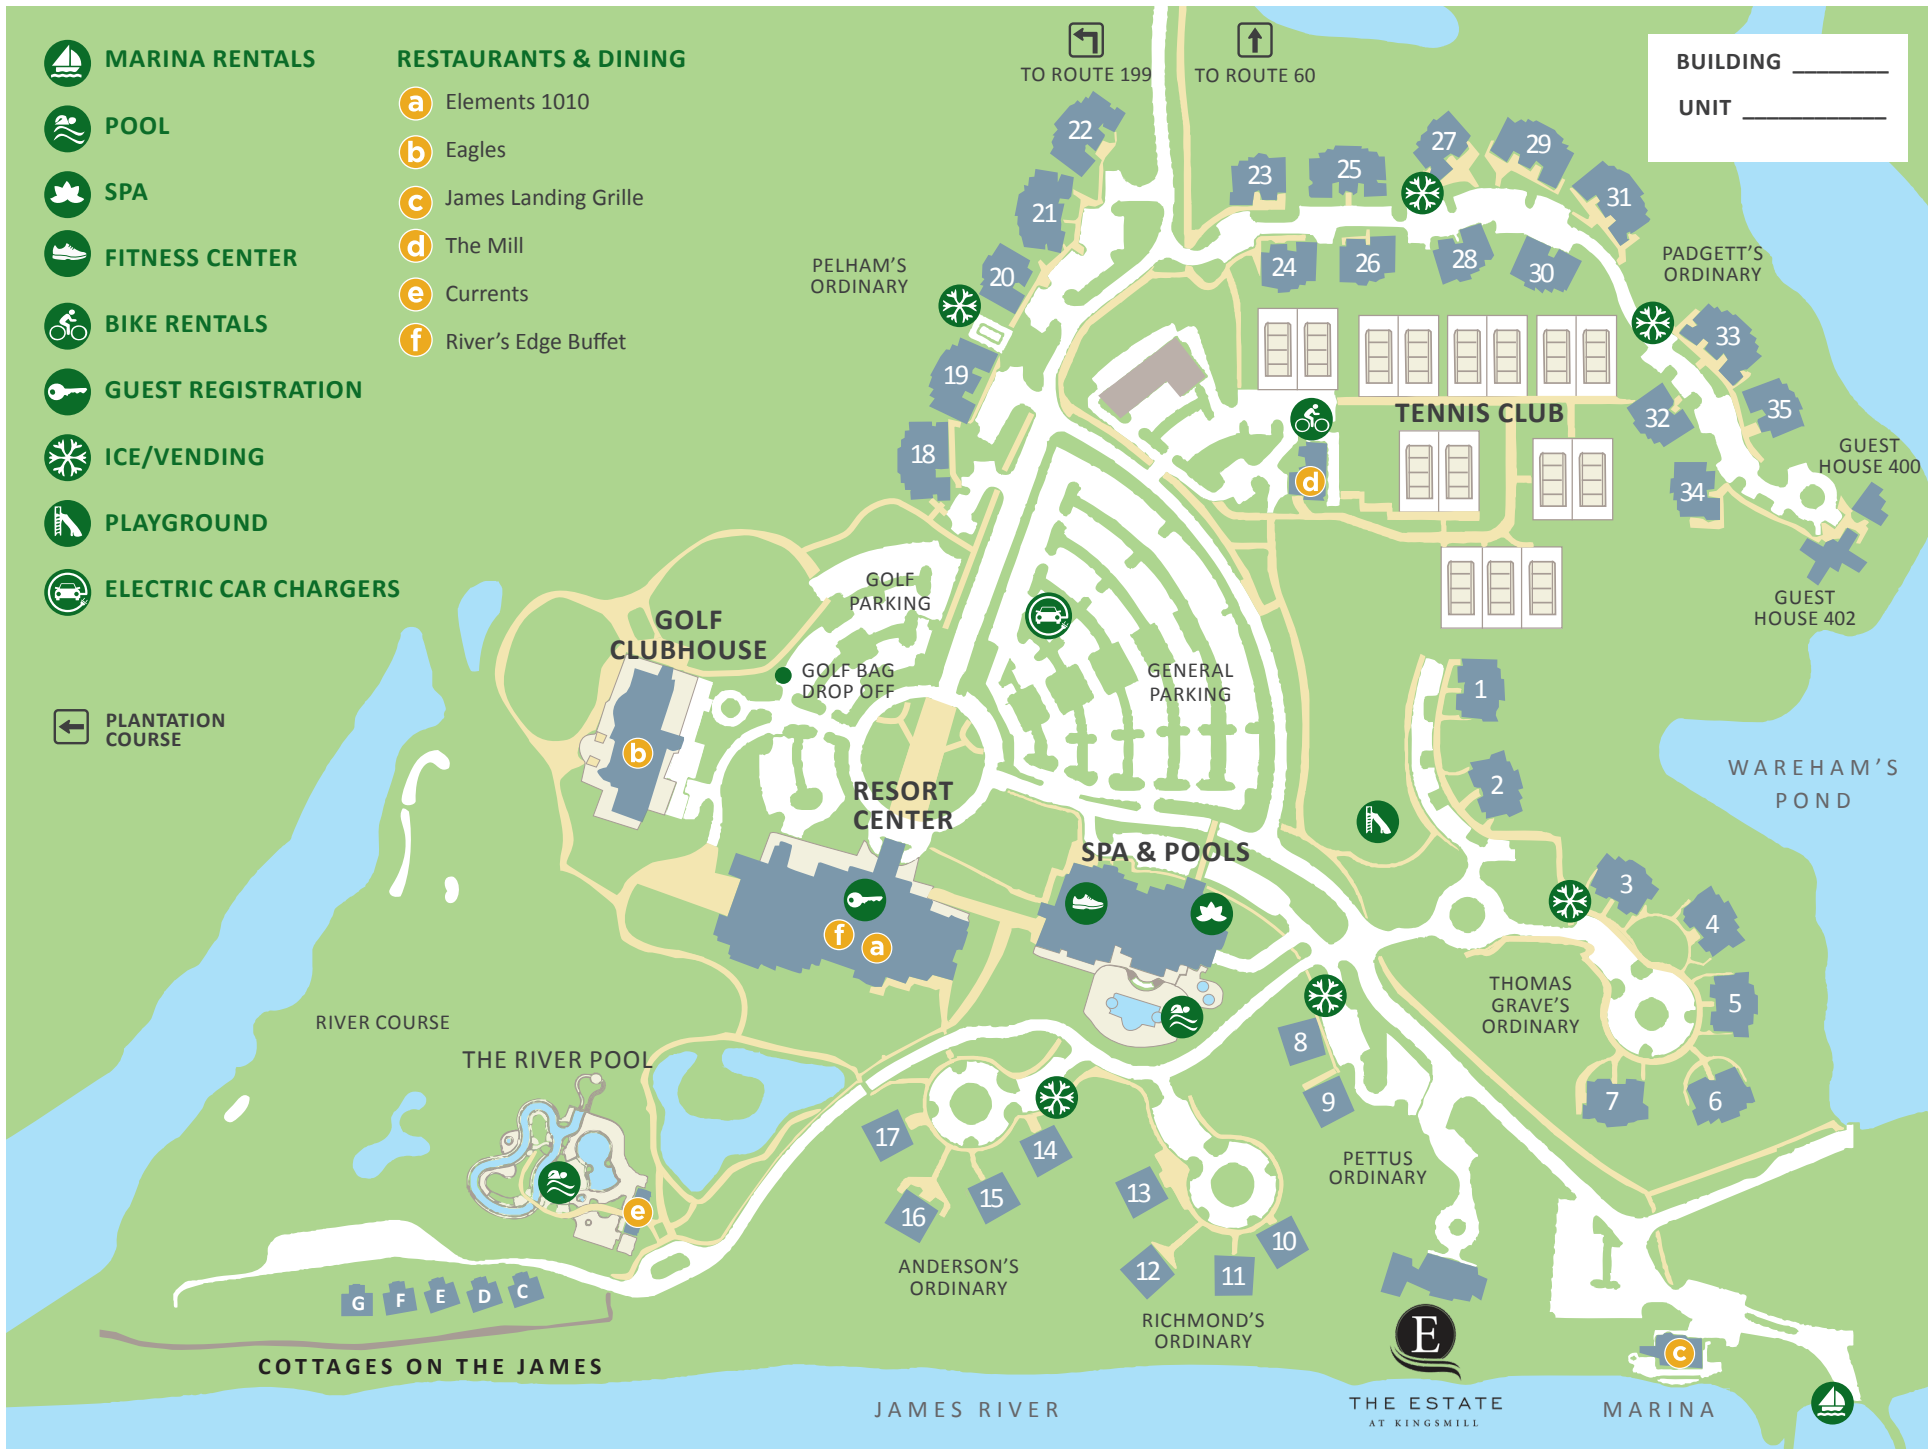 MARINA RENTALS
POOL
SPA
FITNESS CENTER
BIKE RENTALS
GUEST REGISTRATION
ICE/VENDING
PLAYGROUND
ELECTRIC CAR CHARGERS
PLANTATION
COURSE
RESTAURANTS & DINING
a Elements 1010
b Eagles
c James Landing Grille
d The Mill
e Currents
f River's Edge Buffet
TO ROUTE 199
TO ROUTE 60
BUILDING ________
UNIT ____________
22
21
20
19
18
PELHAM'S
ORDINARY
23
25
27
29
31
24
26
28
30
PADGETT'S
ORDINARY
33
32
35
34
GUEST
HOUSE 400
GUEST
HOUSE 402
TENNIS CLUB
d
GOLF
PARKING
GOLF
CLUBHOUSE
GOLF BAG
DROP OFF
GENERAL
PARKING
b
RESORT
CENTER
f
a
SPA & POOLS
1
2
WAREHAM'S
POND
3
4
5
6
7
THOMAS
GRAVE'S
ORDINARY
RIVER COURSE
THE RIVER POOL
e
8
9
PETTUS
ORDINARY
17
14
15
16
ANDERSON'S
ORDINARY
13
10
12
11
RICHMOND'S
ORDINARY
G
F
E
D
C
COTTAGES ON THE JAMES
JAMES RIVER
E
THE ESTATE
AT KINGSMILL
c
MARINA